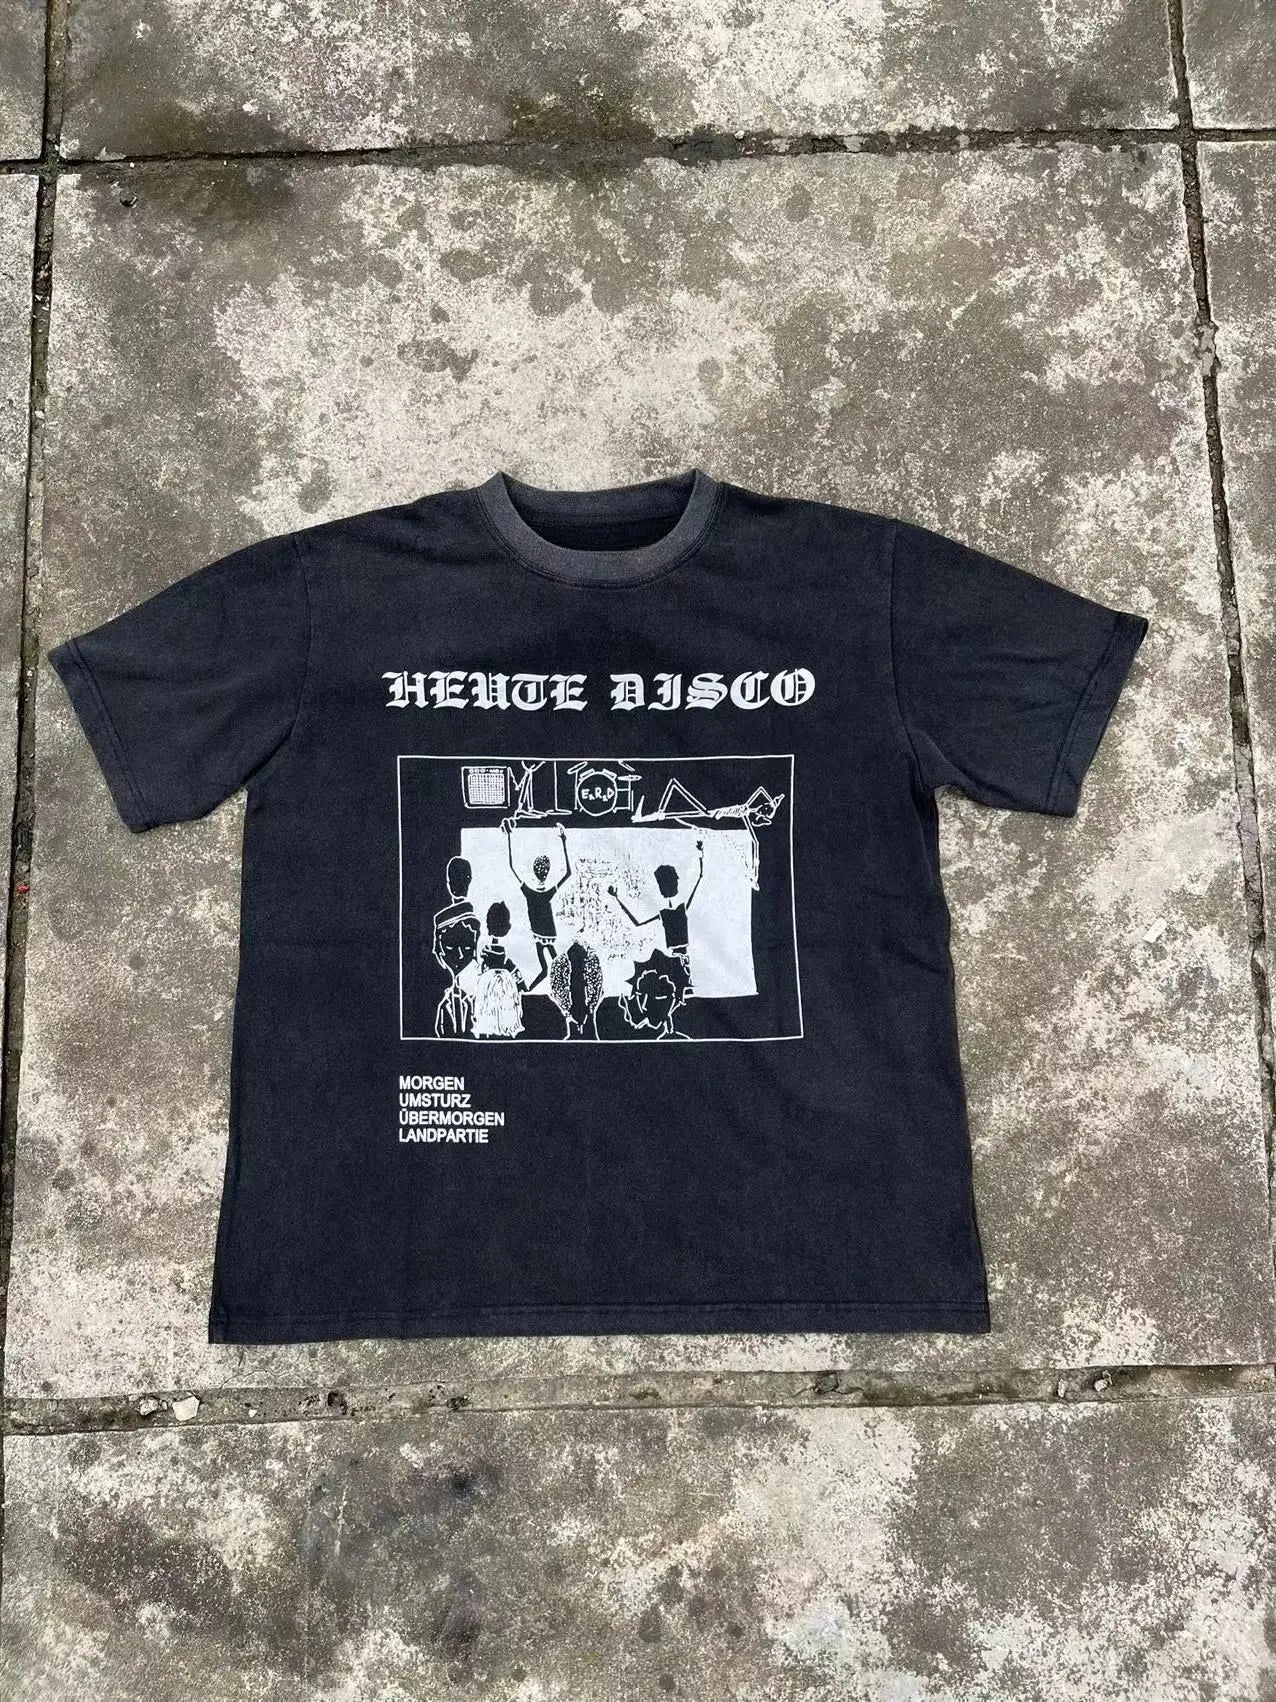 HEUTE DISCO
E.R.D
MORGEN
UMSTURZ
ÜBERMORGEN
LANDPARTIE